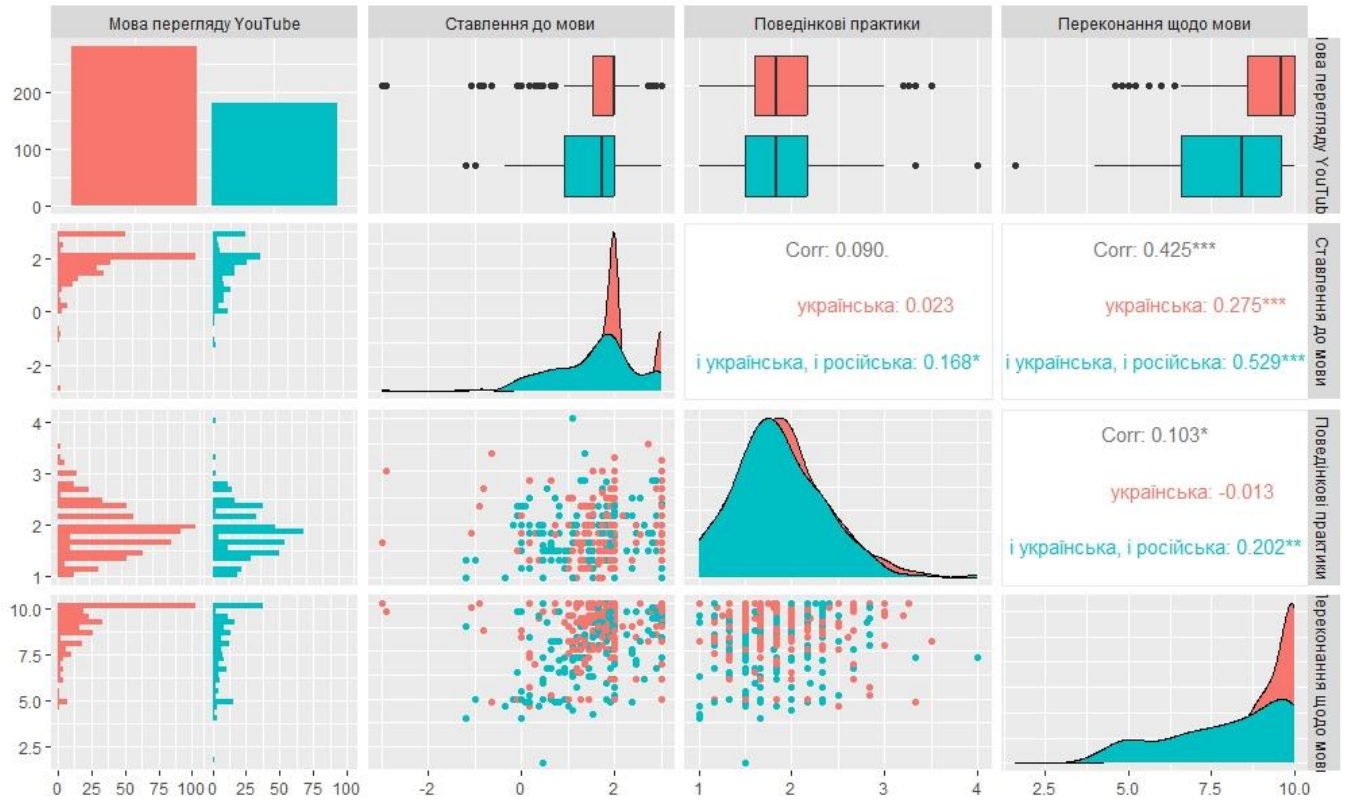 Мова перегляду YouTube
Ставлення до мови
Поведінкові практики
Переконання щодо мови
200
100
0
Іова перегляду YouTub
2
0
-2
Corr: 0.090.
українська: 0.023
і українська, і російська: 0.168*
Corr: 0.425***
українська: 0.275***
і українська, і російська: 0.529***
Ставлення до мови
4
3
2
1
Corr: 0.103*
українська: -0.013
і українська, і російська: 0.202**
Поведінкові практики
10.0
7.5
5.0
2.5
Іереконання щодо мові
0 25 50 75 100
0 25 50 75 100
-2 0 2
1 2 3 4
2.5 5.0 7.5 10.0